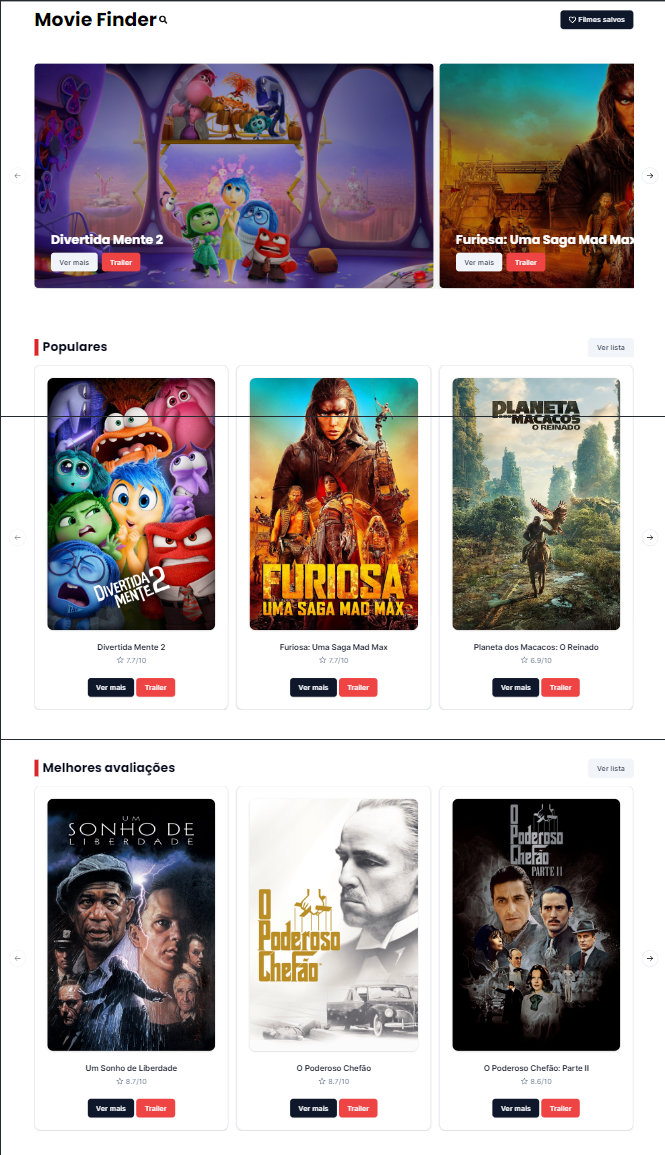 Movie Finder
Filmes salvos
Divertida Mente 2
Ver mais
Trailer
Furiosa: Uma Saga Mad Max
Ver mais
Trailer
Populares
Ver lista
DIVERTIDA
MENTE 2
FURIOSA
UMA SAGA MAD MAX
PLANETA
DOS
MACACOS
O REINADO
Divertida Mente 2
7.7/10
Ver mais
Trailer
Furiosa: Uma Saga Mad Max
7.7/10
Ver mais
Trailer
Planeta dos Macacos: O Reinado
6.9/10
Ver mais
Trailer
Melhores avaliações
Ver lista
UM
SONHO DE
LIBERDADE
O
Poderoso
Chefão
O
Poderoso
Chefão
PARTE II
Um Sonho de Liberdade
8.7/10
Ver mais
Trailer
O Poderoso Chefão
8.7/10
Ver mais
Trailer
O Poderoso Chefão: Parte II
8.6/10
Ver mais
Trailer